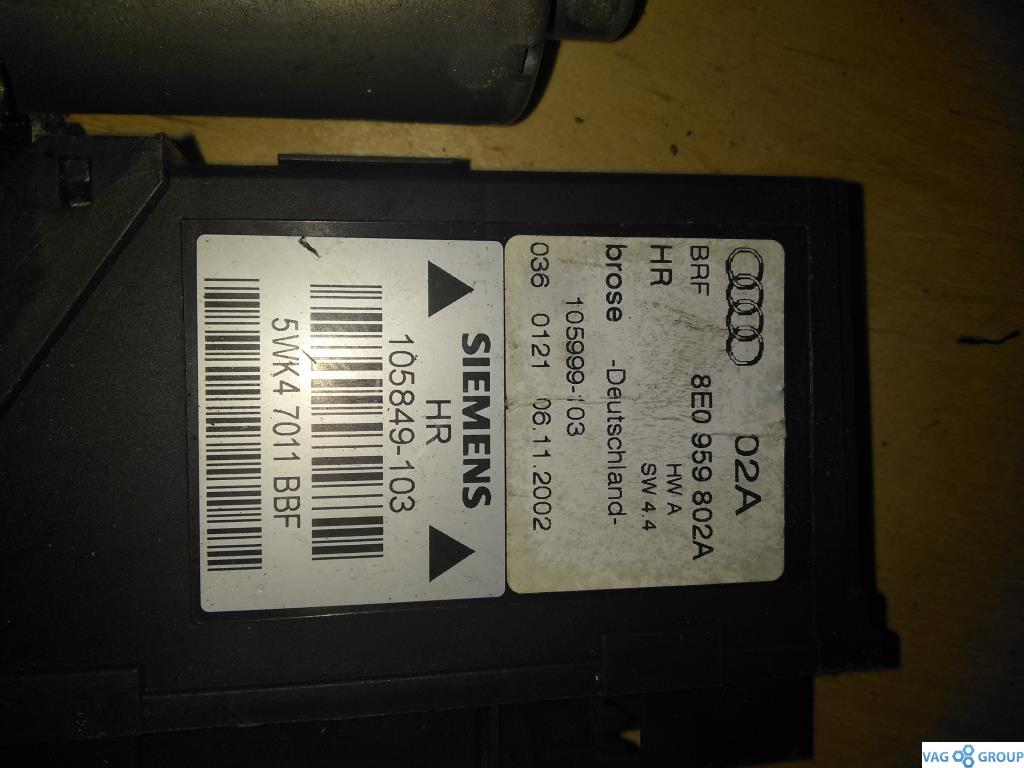 02A
8E0 959 802A
BRF
HW A
HR
SW 4.4
brose -Deutschland-
105999-103
036 0121 06.11.2002
SIEMENS
HR
105849-103
5WK4 7011 BBF
VAG GROUP